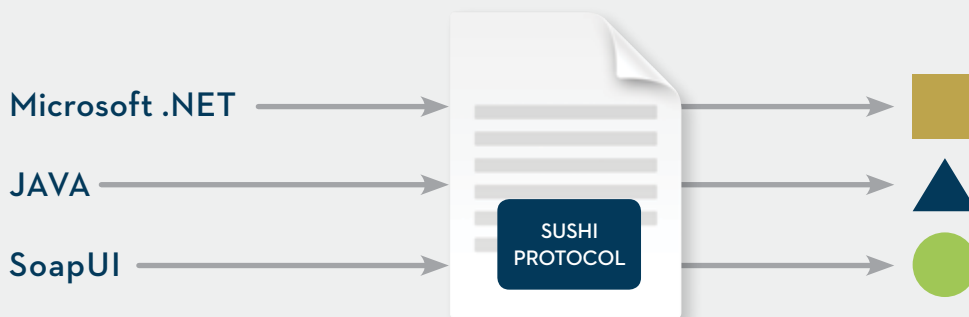 Microsoft .NET
JAVA
SoapUI
SUSHI
PROTOCOL